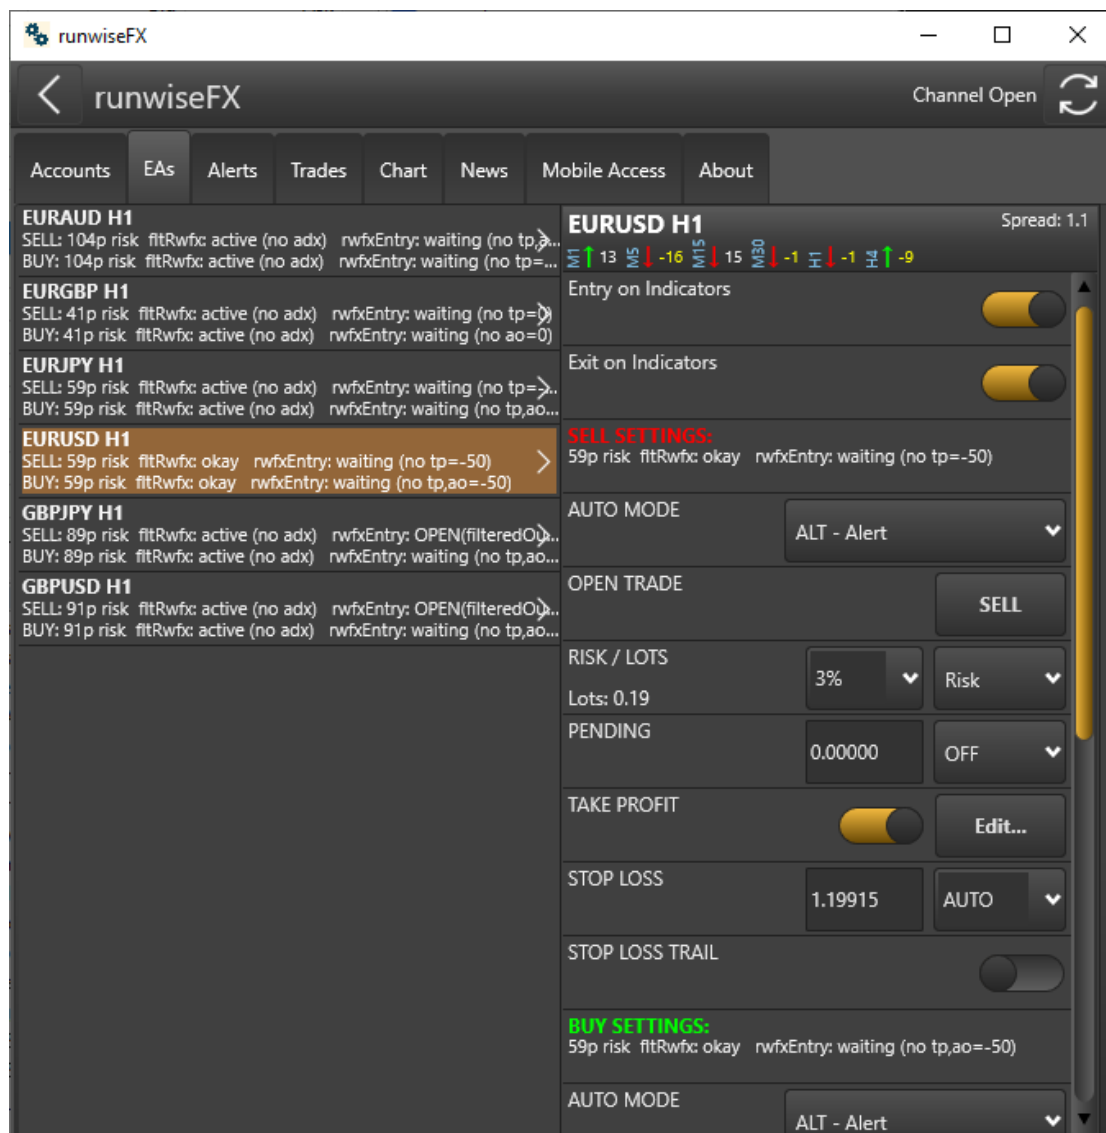 runwiseFX
runwiseFX
Channel Open
Accounts EAs Alerts Trades Chart News Mobile Access About
EURAUD H1
SELL: 104p risk fltRwfx: active (no adx) rwfxEntry: waiting (no tp,a...
BUY: 104p risk fltRwfx: active (no adx) rwfxEntry: waiting (no tp=...
EURGBP H1
SELL: 41p risk fltRwfx: active (no adx) rwfxEntry: waiting (no tp=0)
BUY: 41p risk fltRwfx: active (no adx) rwfxEntry: waiting (no ao=0)
EURJPY H1
SELL: 59p risk fltRwfx: active (no adx) rwfxEntry: waiting (no tp=-...
BUY: 59p risk fltRwfx: active (no adx) rwfxEntry: waiting (no tp,ao...
EURUSD H1
SELL: 59p risk fltRwfx: okay rwfxEntry: waiting (no tp=-50)
BUY: 59p risk fltRwfx: okay rwfxEntry: waiting (no tp,ao=-50)
GBPJPY H1
SELL: 89p risk fltRwfx: active (no adx) rwfxEntry: OPEN(filteredOu...
BUY: 89p risk fltRwfx: active (no adx) rwfxEntry: waiting (no tp,ao...
GBPUSD H1
SELL: 91p risk fltRwfx: active (no adx) rwfxEntry: OPEN(filteredOu...
BUY: 91p risk fltRwfx: active (no adx) rwfxEntry: waiting (no tp,ao...
EURUSD H1
Spread: 1.1
M1 13 M5 -16 M15 15 M30 -1 H1 -1 H4 -9
Entry on Indicators
Exit on Indicators
SELL SETTINGS:
59p risk fltRwfx: okay rwfxEntry: waiting (no tp=-50)
AUTO MODE
ALT - Alert
OPEN TRADE
SELL
RISK / LOTS
3% Risk
Lots: 0.19
PENDING
0.00000 OFF
TAKE PROFIT
Edit...
STOP LOSS
1.19915 AUTO
STOP LOSS TRAIL
BUY SETTINGS:
59p risk fltRwfx: okay rwfxEntry: waiting (no tp,ao=-50)
AUTO MODE
ALT - Alert